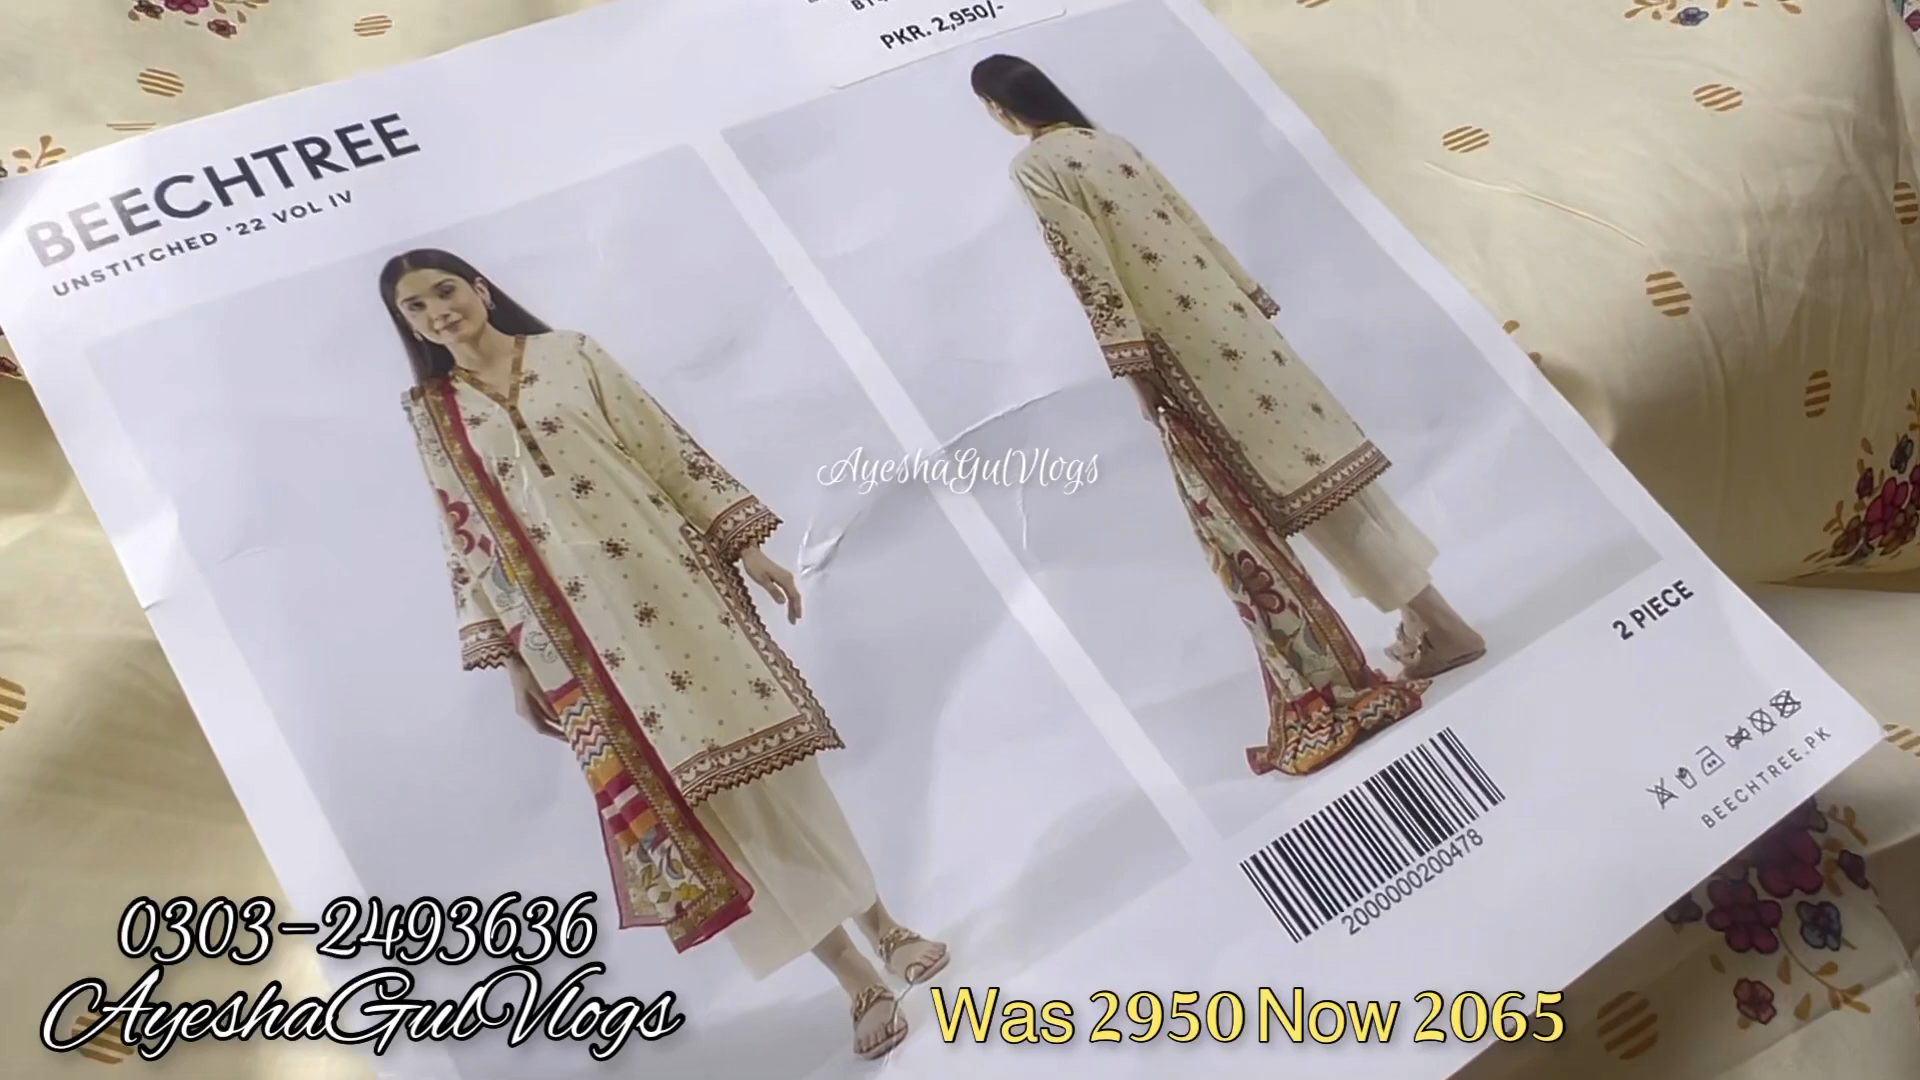 PKR. 2,950/-
BEECHTREE
UNSTITCHED '22 VOL IV
AyeshaGulVlogs
2 PIECE
BEECHTREE.PK
2000000200478
0303-2493636
AyeshaGulVlogs
Was 2950 Now 2065